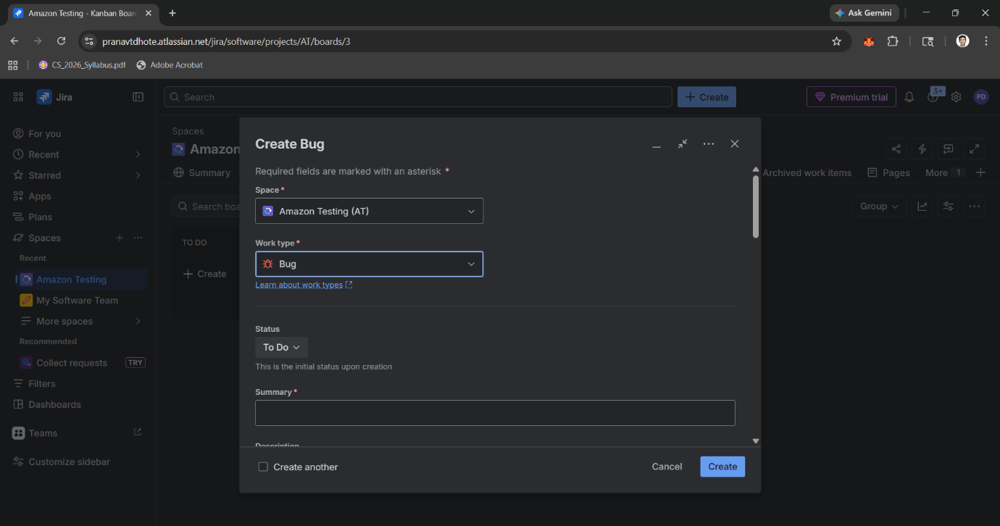 Amazon Testing - Kanban Boar
Ask Gemini
pranavtdhote.atlassian.net/jira/software/projects/AT/boards/3
CS_2026_Syllabus.pdf
Adobe Acrobat
Jira
Search
Create
Premium trial
3+
PD
For you
Recent
Starred
Apps
Plans
Spaces
Recent
Amazon Testing
My Software Team
More spaces
Recommended
Collect requests
TRY
Filters
Dashboards
Teams
Customize sidebar
Spaces
Amazon
Summary
Archived work items
Pages
More 1
Search boa
Group
TO DO
Create
Create Bug
Required fields are marked with an asterisk *
Space *
Amazon Testing (AT)
Work type *
Bug
Learn about work types
Status
To Do
This is the initial status upon creation
Summary *
Description
Create another
Cancel
Create